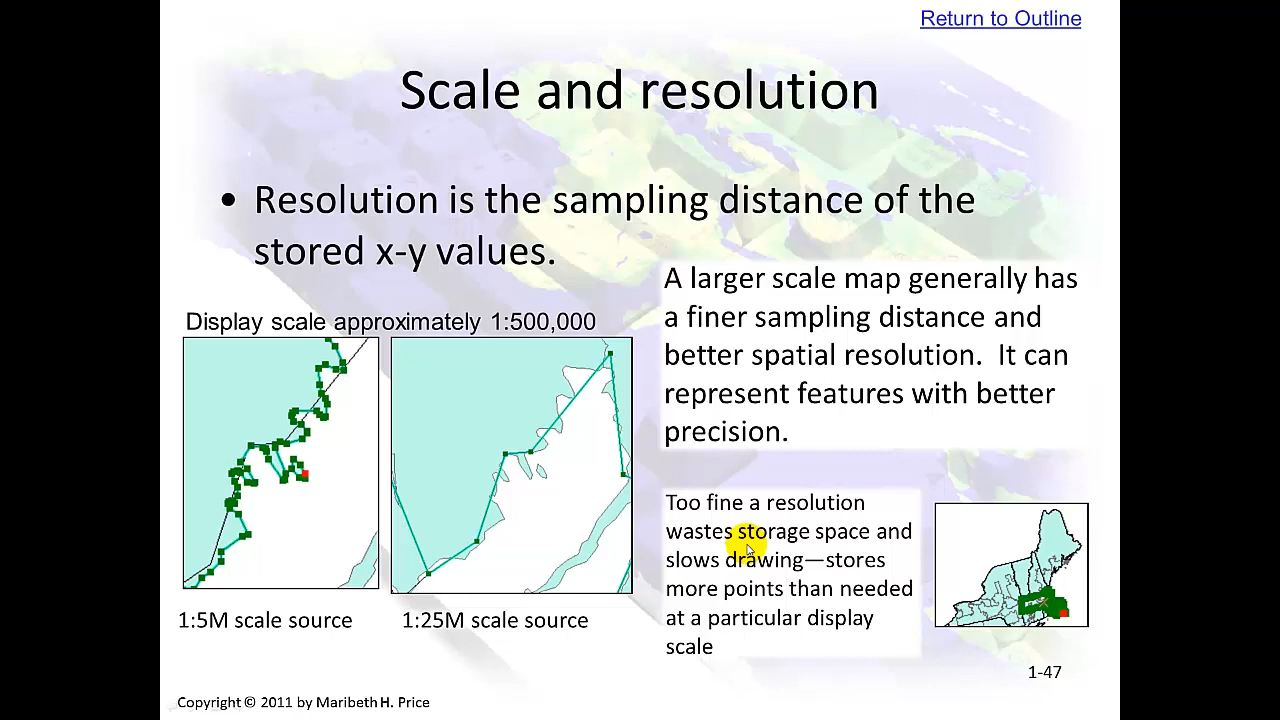 Return to Outline
Scale and resolution
• Resolution is the sampling distance of the
stored x-y values.
A larger scale map generally has
a finer sampling distance and
better spatial resolution. It can
represent features with better
precision.
Display scale approximately 1:500,000
Too fine a resolution
wastes storage space and
slows drawing—stores
more points than needed
at a particular display
scale
1:5M scale source
1:25M scale source
1-47
Copyright © 2011 by Maribeth H. Price